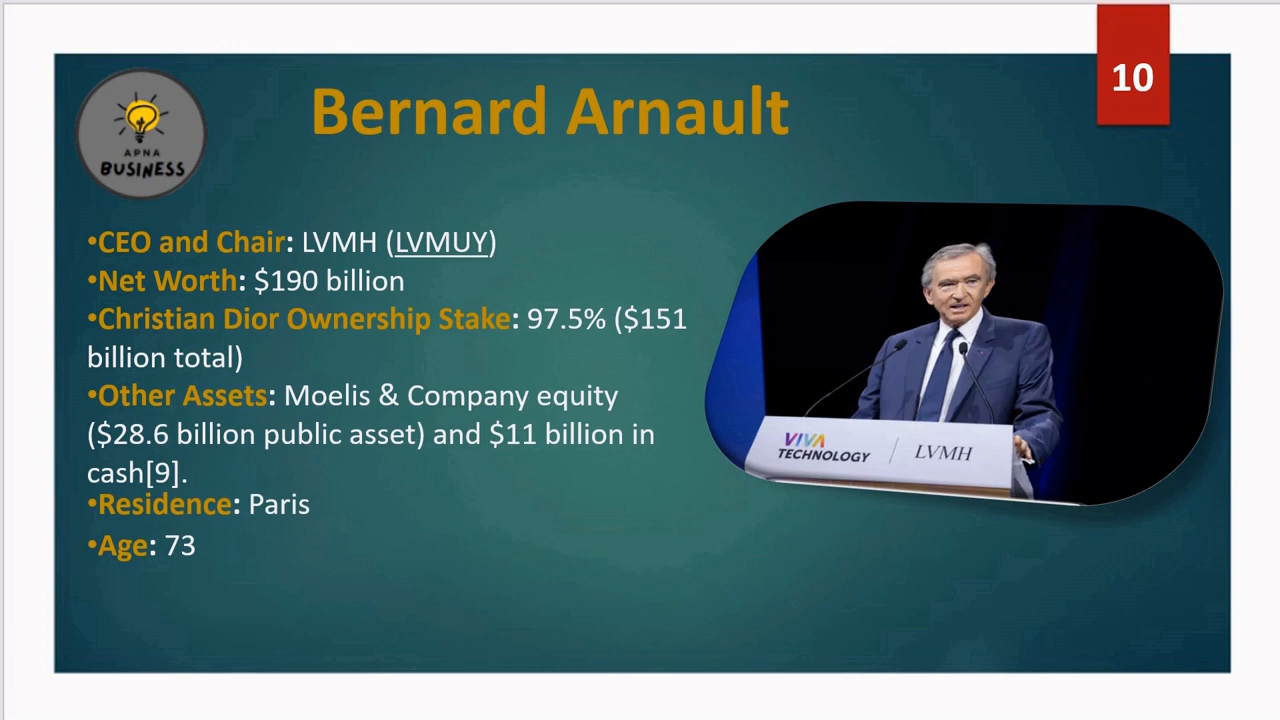 10
Bernard Arnault
APNA
BUSINESS
•CEO and Chair: LVMH (LVMUY)
•Net Worth: $190 billion
•Christian Dior Ownership Stake: 97.5% ($151
billion total)
•Other Assets: Moelis & Company equity
($28.6 billion public asset) and $11 billion in
cash[9].
•Residence: Paris
•Age: 73
VIVA
TECHNOLOGY
LVMH